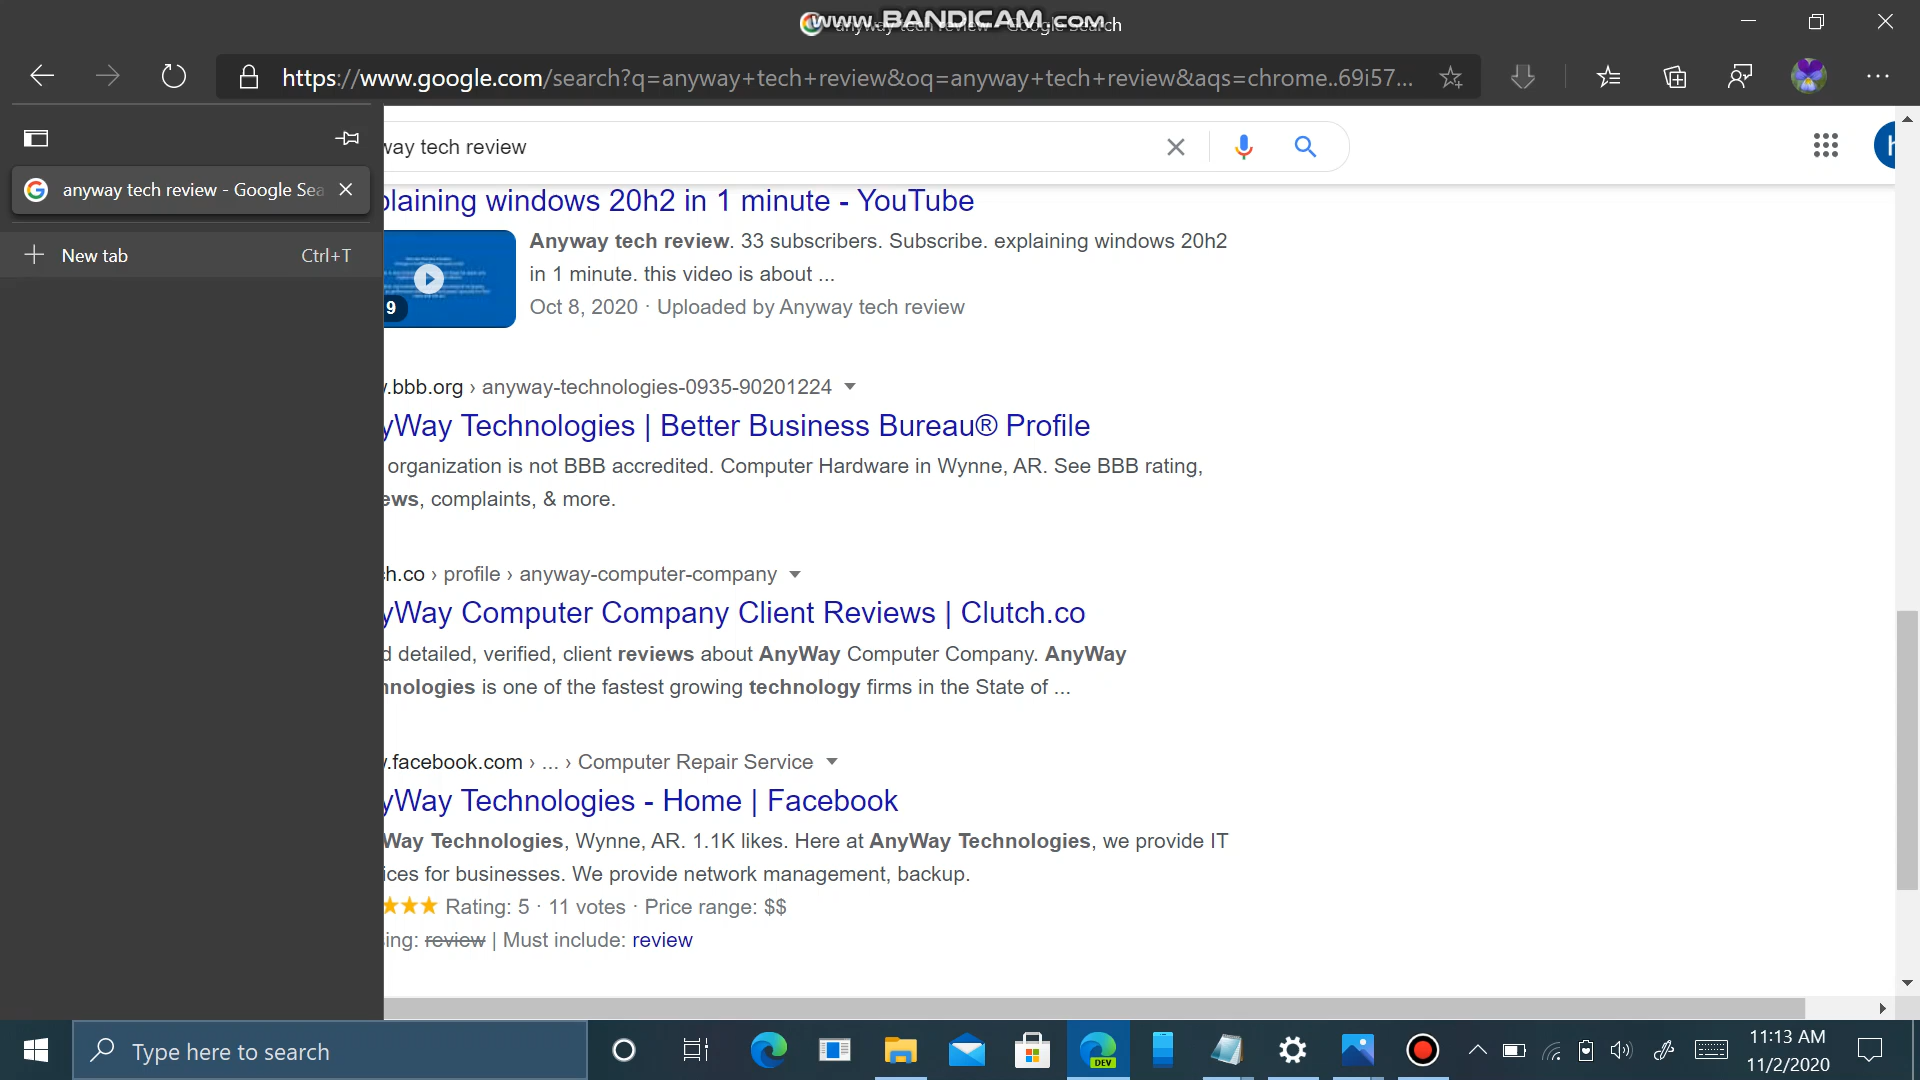 www.BANDICAM.com
anyway tech review - Google Search
https://www.google.com/search?q=anyway+tech+review&oq=anyway+tech+review&aqs=chrome..69i57...
way tech review
anyway tech review - Google Sea
New tab Ctrl+T
plaining windows 20h2 in 1 minute - YouTube
Anyway tech review. 33 subscribers. Subscribe. explaining windows 20h2
in 1 minute. this video is about ...
9
Oct 8, 2020 · Uploaded by Anyway tech review
.bbb.org › anyway-technologies-0935-90201224
yWay Technologies | Better Business Bureau® Profile
organization is not BBB accredited. Computer Hardware in Wynne, AR. See BBB rating,
ews, complaints, & more.
h.co › profile › anyway-computer-company
yWay Computer Company Client Reviews | Clutch.co
d detailed, verified, client reviews about AnyWay Computer Company. AnyWay
hnologies is one of the fastest growing technology firms in the State of ...
.facebook.com › ... › Computer Repair Service
yWay Technologies - Home | Facebook
Way Technologies, Wynne, AR. 1.1K likes. Here at AnyWay Technologies, we provide IT
ices for businesses. We provide network management, backup.
Rating: 5 · 11 votes · Price range: $$
ing: review | Must include: review
Type here to search
DEV
11:13 AM
11/2/2020